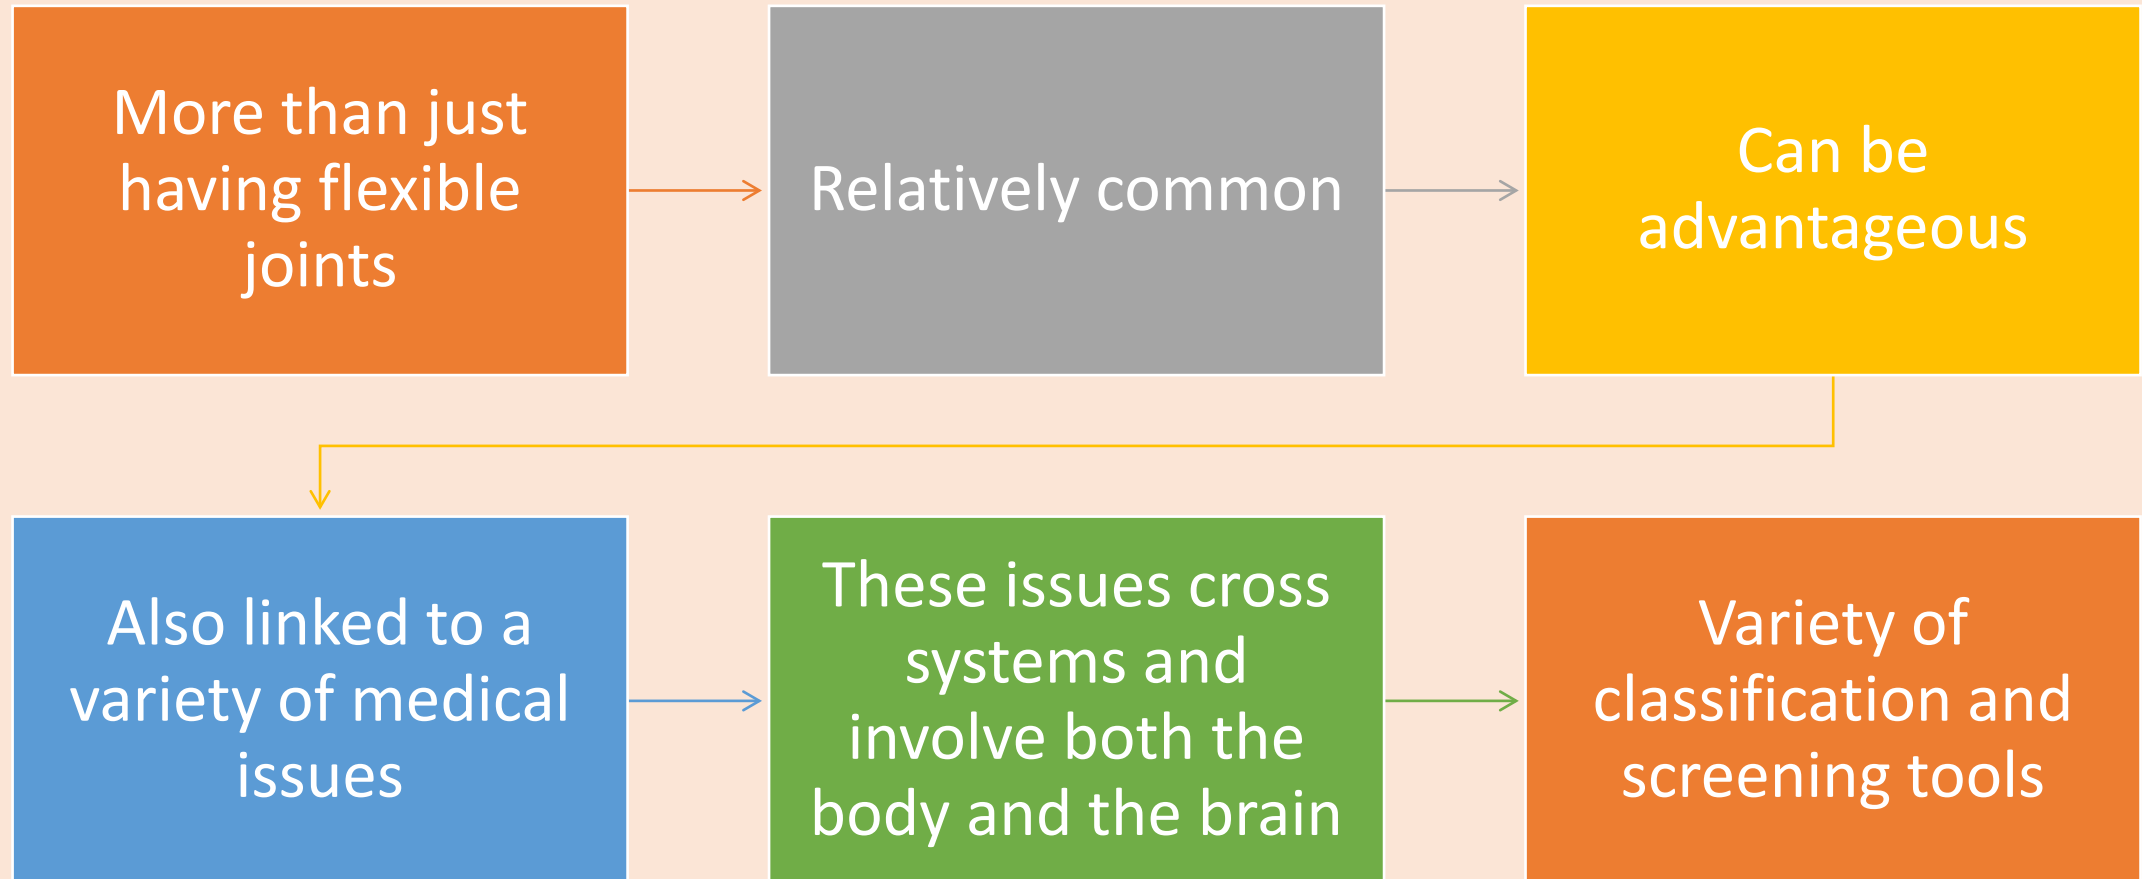 More than just
having flexible
joints
Relatively common
Can be
advantageous
Also linked to a
variety of medical
issues
These issues cross
systems and
involve both the
body and the brain
Variety of
classification and
screening tools